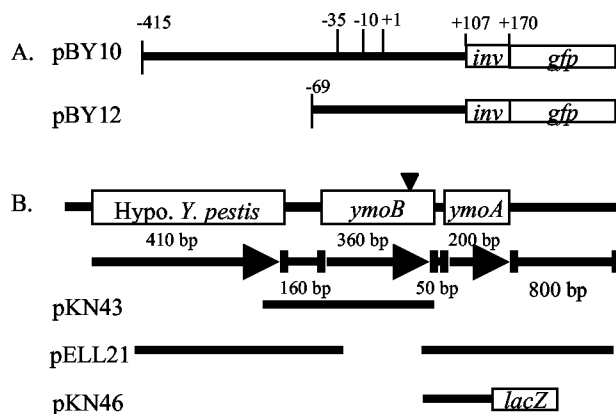 -415 -35 -10 +1 +107 +170
A. pBY10 inv gfp
-69
pBY12 inv gfp
B. Hypo. Y. pestis ymoB ymoA
410 bp 360 bp 200 bp
160 bp 50 bp 800 bp
pKN43
pELL21
pKN46 lacZ